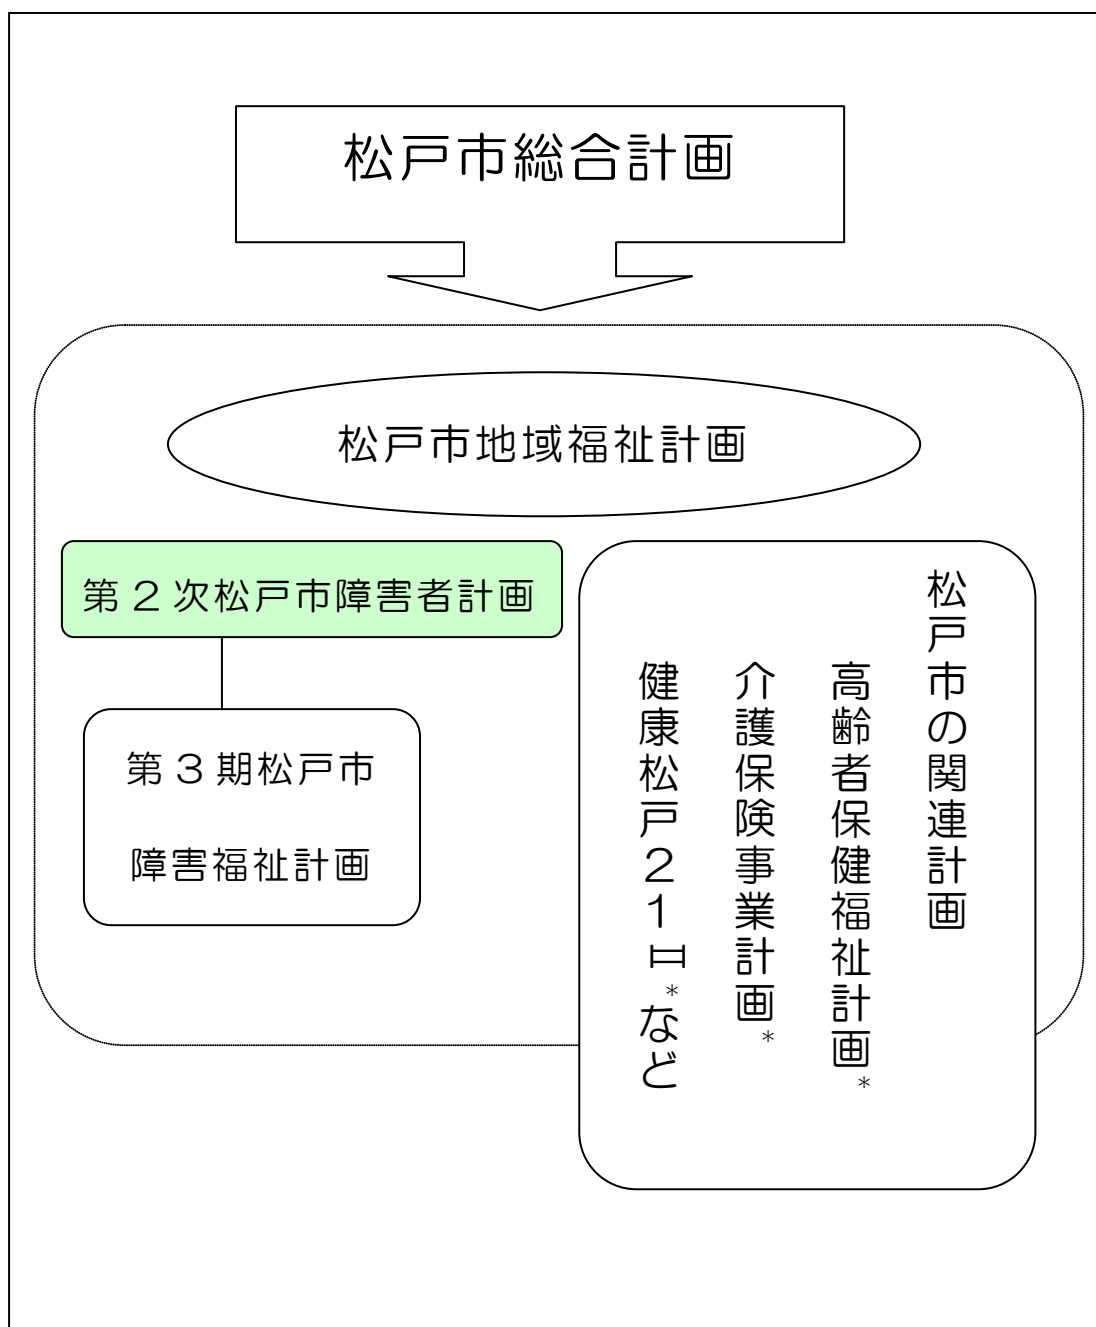 松戸市総合計画
松戸市地域福祉計画
第２次松戸市障害者計画
第３期松戸市
障害福祉計画
松戸市の関連計画
高齢者保健福祉計画*
介護保険事業計画*
健康松戸２１Ⅱ*など